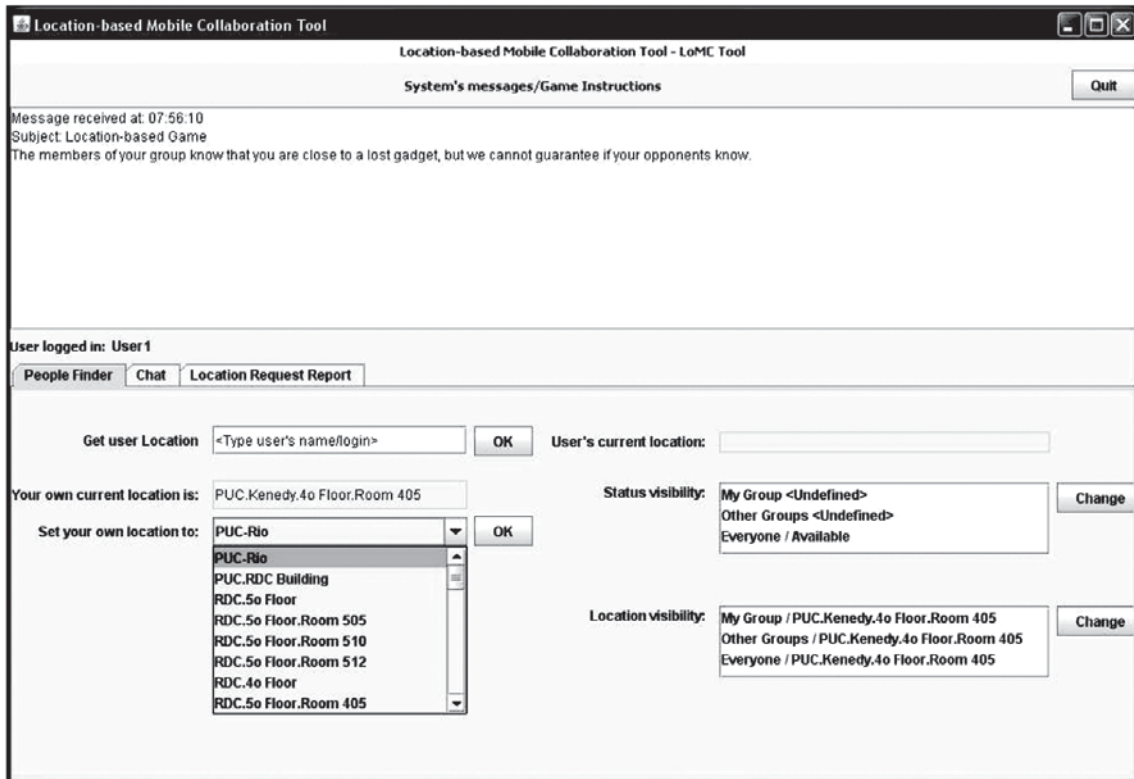 Location-based Mobile Collaboration Tool
Location-based Mobile Collaboration Tool - LoMC Tool
System's messages/Game Instructions
Quit
Message received at: 07:56:10
Subject: Location-based Game
The members of your group know that you are close to a lost gadget, but we cannot guarantee if your opponents know.
User logged in: User1
People Finder Chat Location Request Report
Get user Location <Type user's name/login> OK User's current location:
Your own current location is: PUC.Kenedy.4o Floor.Room 405
Status visibility: My Group <Undefined> Change
Other Groups <Undefined>
Everyone / Available
Set your own location to: PUC-Rio OK
PUC-Rio
PUC.RDC Building
RDC.5o Floor
RDC.5o Floor.Room 505
RDC.5o Floor.Room 510
RDC.5o Floor.Room 512
RDC.4o Floor
RDC.5o Floor.Room 405
Location visibility: My Group / PUC.Kenedy.4o Floor.Room 405 Change
Other Groups / PUC.Kenedy.4o Floor.Room 405
Everyone / PUC.Kenedy.4o Floor.Room 405